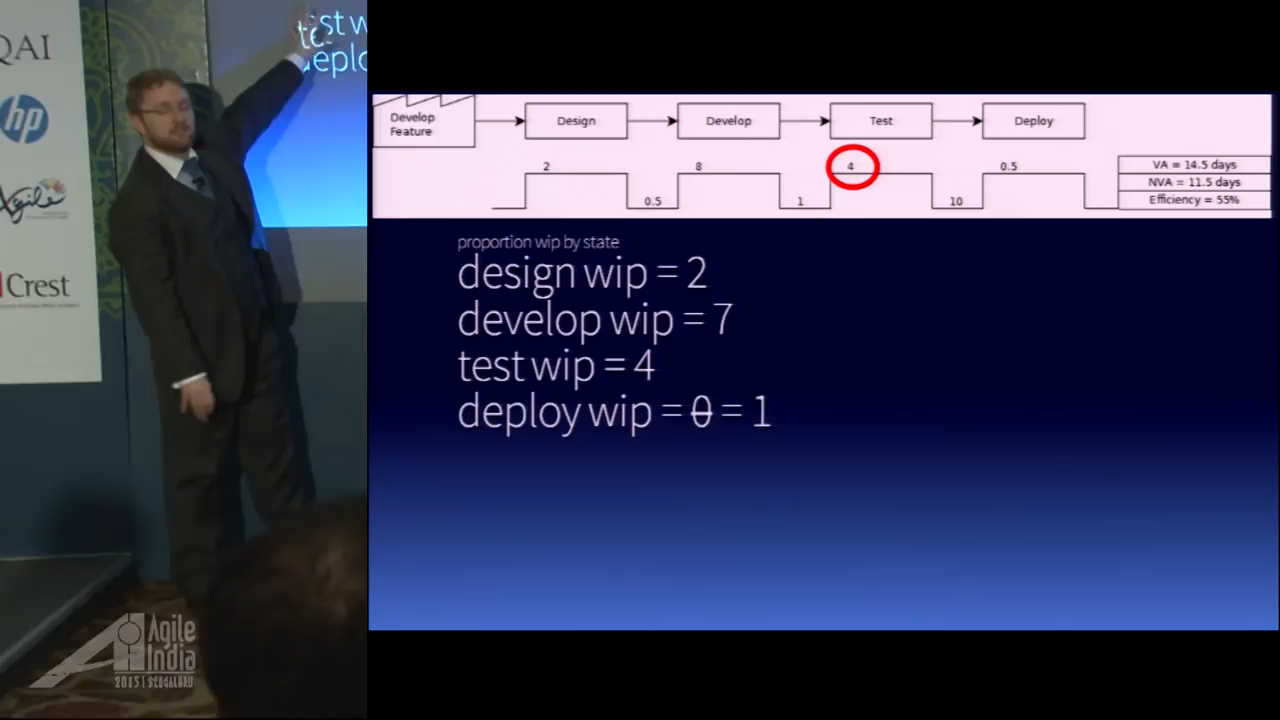 QAI
hp
Agile
Crest
st w
eplo
Develop
Feature
Design
Develop
Test
Deploy
2
8
4
0.5
0.5
1
10
VA = 14.5 days
NVA = 11.5 days
Efficiency = 55%
proportion wip by state
design wip = 2
develop wip = 7
test wip = 4
deploy wip = 0 = 1
Agile
India
2015 | BENGALURU